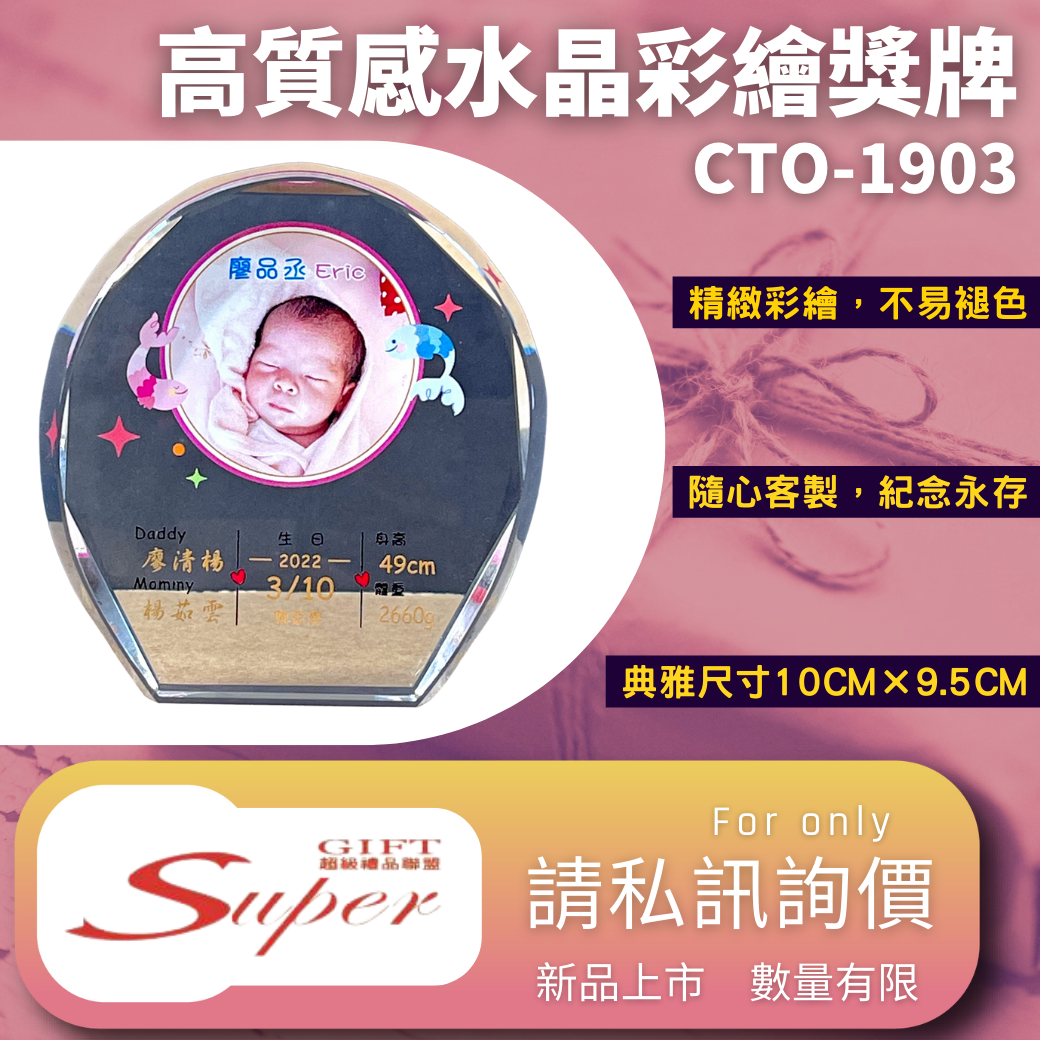 高質感水晶彩繪獎牌
CTO-1903
廖品丞 Eric
精緻彩繪，不易褪色
隨心客製，紀念永存
Daddy
廖清楊
Mommy
楊茹雲
生日
2022
3/10
身高
49cm
體重
2660g
典雅尺寸10CM×9.5CM
GIFT
超級禮品聯盟
Super
For only
請私訊詢價
新品上市 數量有限